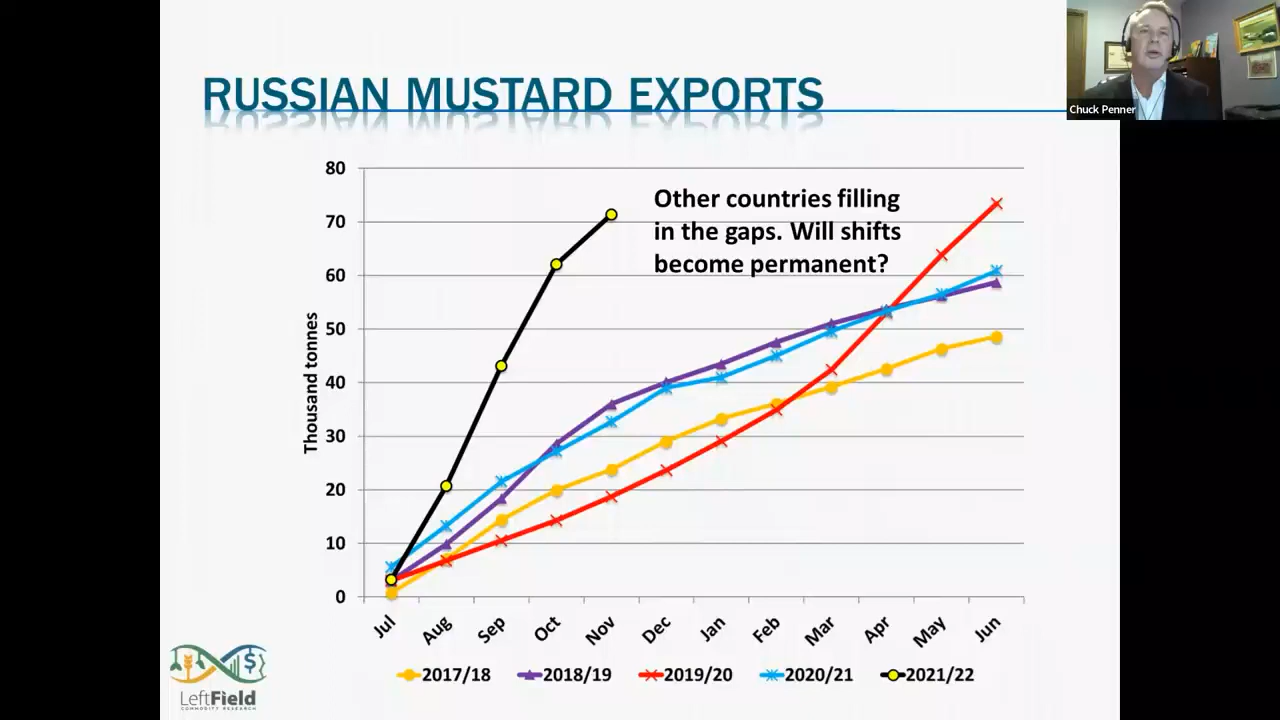 Chuck Penner
RUSSIAN MUSTARD EXPORTS
Other countries filling
in the gaps. Will shifts
become permanent?
Thousand tonnes
80
70
60
50
40
30
20
10
0
Jul
Aug
Sep
Oct
Nov
Dec
Jan
Feb
Mar
Apr
May
Jun
2017/18
2018/19
2019/20
2020/21
2021/22
$
LeftField
COMMODITY RESEARCH